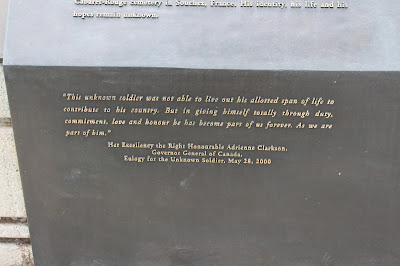 Cabaret-Rouge cemetery in Souchez, France. His identity, his life and his
hopes remain unknown.
"This unknown soldier was not able to live out his allotted span of life to
contribute to his country. But in giving himself totally through duty,
commitment, love and honour he has become part of us forever. As we are
part of him."
Her Excellency the Right Honourable Adrienne Clarkson,
Governor General of Canada,
Eulogy for the Unknown Soldier, May 28, 2000